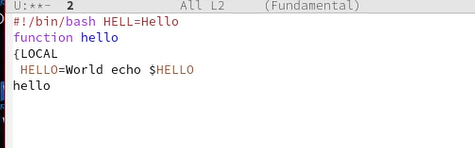 U:**-  2  All L2  (Fundamental)
#!/bin/bash HELL=Hello
function hello
{LOCAL
 HELLO=World echo $HELLO
hello